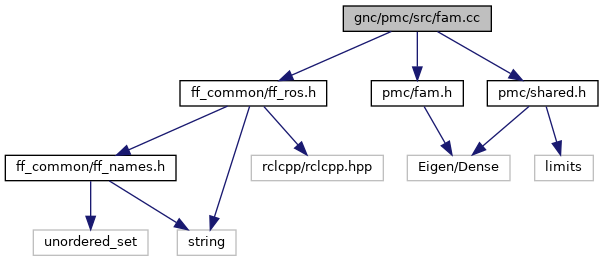 gnc/pmc/src/fam.cc
ff_common/ff_ros.h
pmc/fam.h
pmc/shared.h
ff_common/ff_names.h
rclcpp/rclcpp.hpp
Eigen/Dense
limits
unordered_set
string